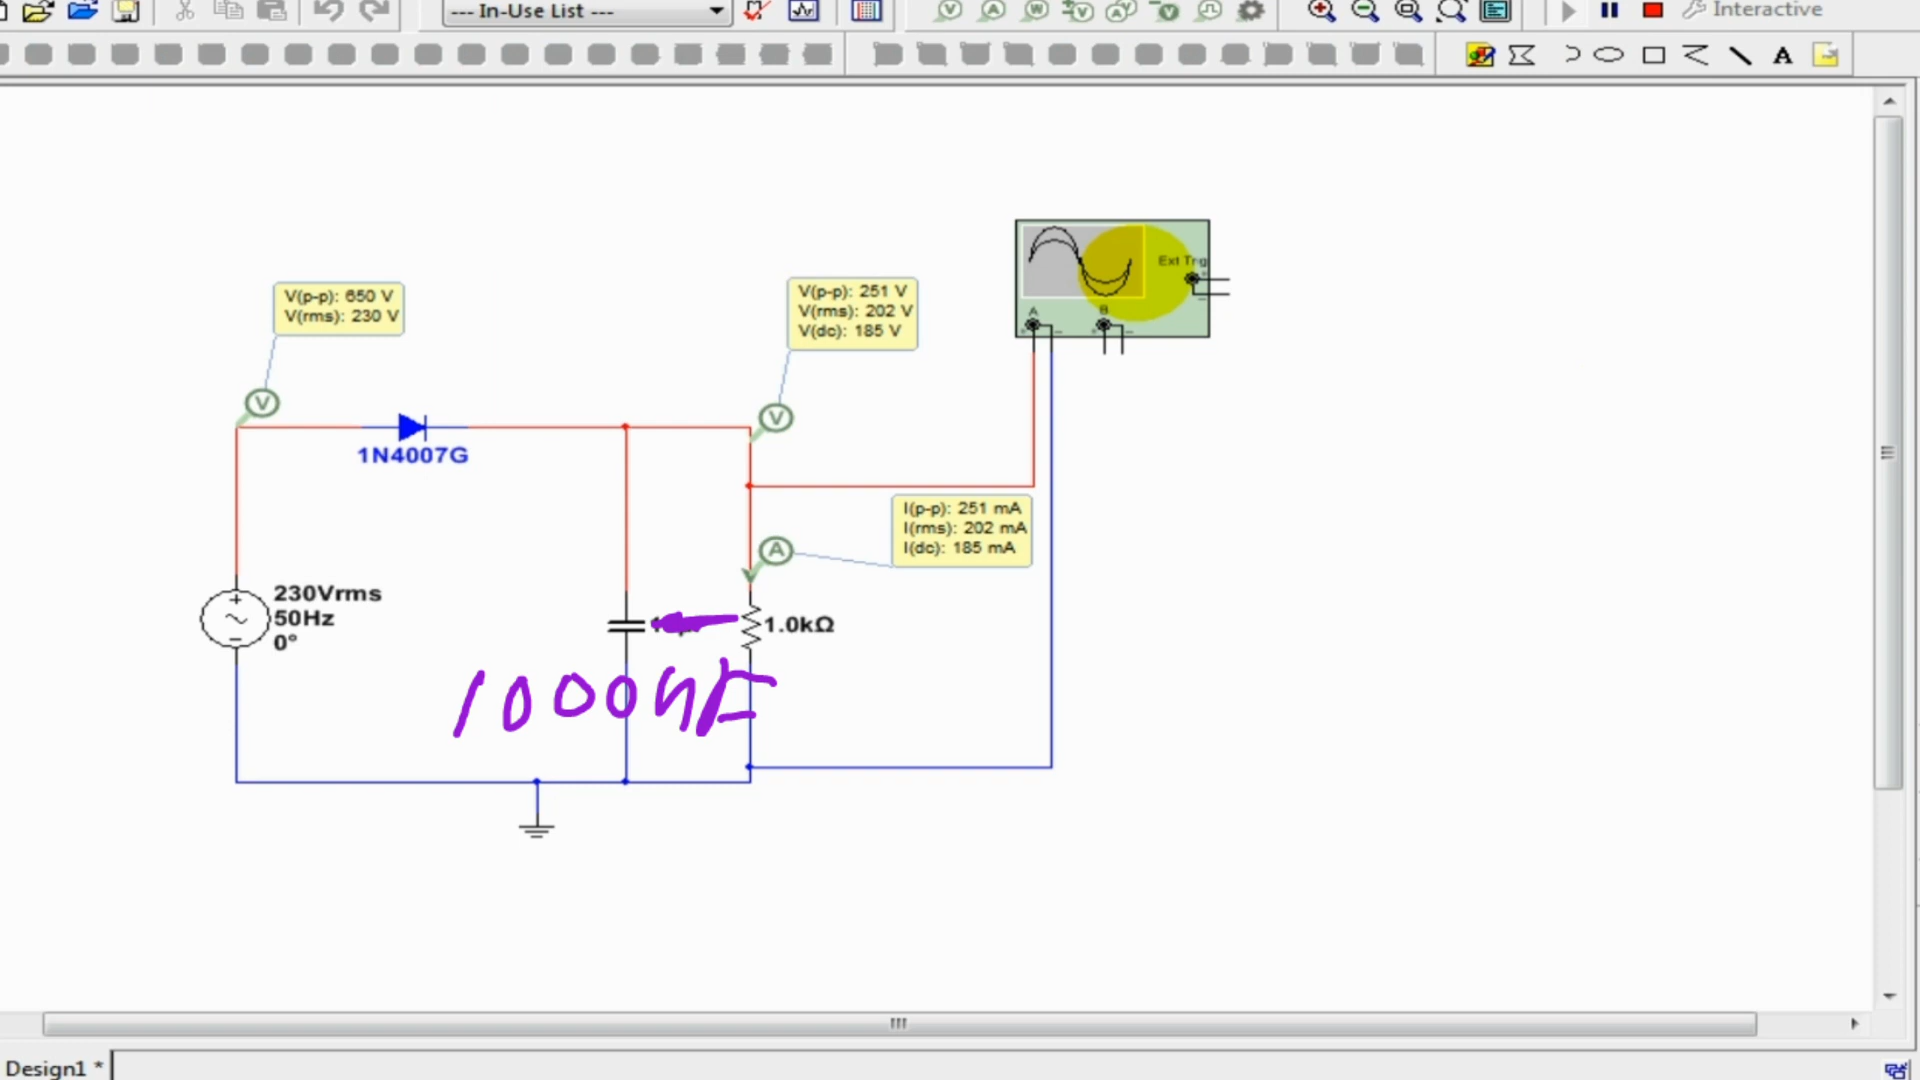 --- In-Use List ---
Interactive
A
Ext Trig
A
B
V(p-p): 650 V
V(rms): 230 V
V(p-p): 251 V
V(rms): 202 V
V(dc): 185 V
V
V
1N4007G
I(p-p): 251 mA
I(rms): 202 mA
I(dc): 185 mA
A
230Vrms
50Hz
0°
1.0kΩ
Design1 *